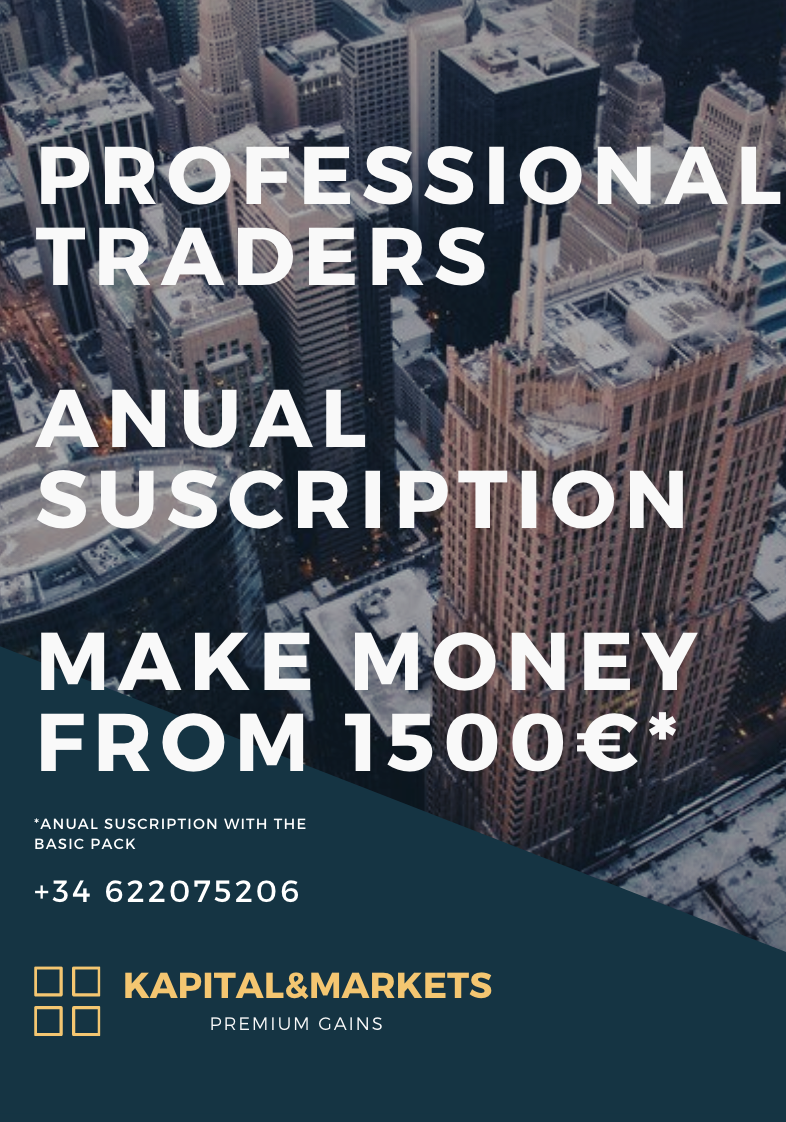 PROFESSIONAL
TRADERS
ANUAL
SUSCRIPTION
MAKE MONEY
FROM 1500€*
*ANUAL SUSCRIPTION WITH THE
BASIC PACK
+34 622075206
KAPITAL&MARKETS
PREMIUM GAINS